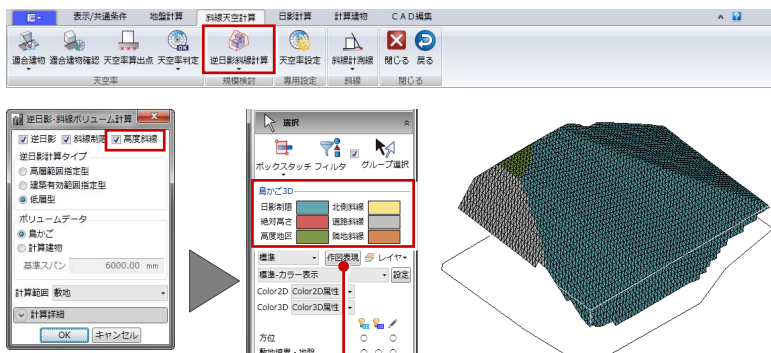 表示/共通条件 地盤計算 斜線天空計算 日影計算 計算建物 CAD編集
適合建物 適合建物確認 天空率算出点 天空率判定 逆日影斜線計算 天空率設定 斜線計測線 閉じる 戻る
天空率 規模検討 専用設定 斜線 閉じる
逆日影・斜線ボリューム計算
逆日影 斜線制限 高度斜線
逆日影計算タイプ
高層範囲指定型
建築有効範囲指定型
低層型
ボリュームデータ
鳥かご
計算建物
基準スパン 6000.00 mm
計算範囲 敷地
計算詳細
OK キャンセル
選択
ボックスタッチ フィルタ グループ選択
鳥かご3D
日影制限 北側斜線
絶対高さ 道路斜線
高度地区 隣地斜線
標準 作図表現 レイヤ
標準-カラー表示 設定
Color2D Color2D属性
Color3D Color3D属性
方位
敷地境界・地盤